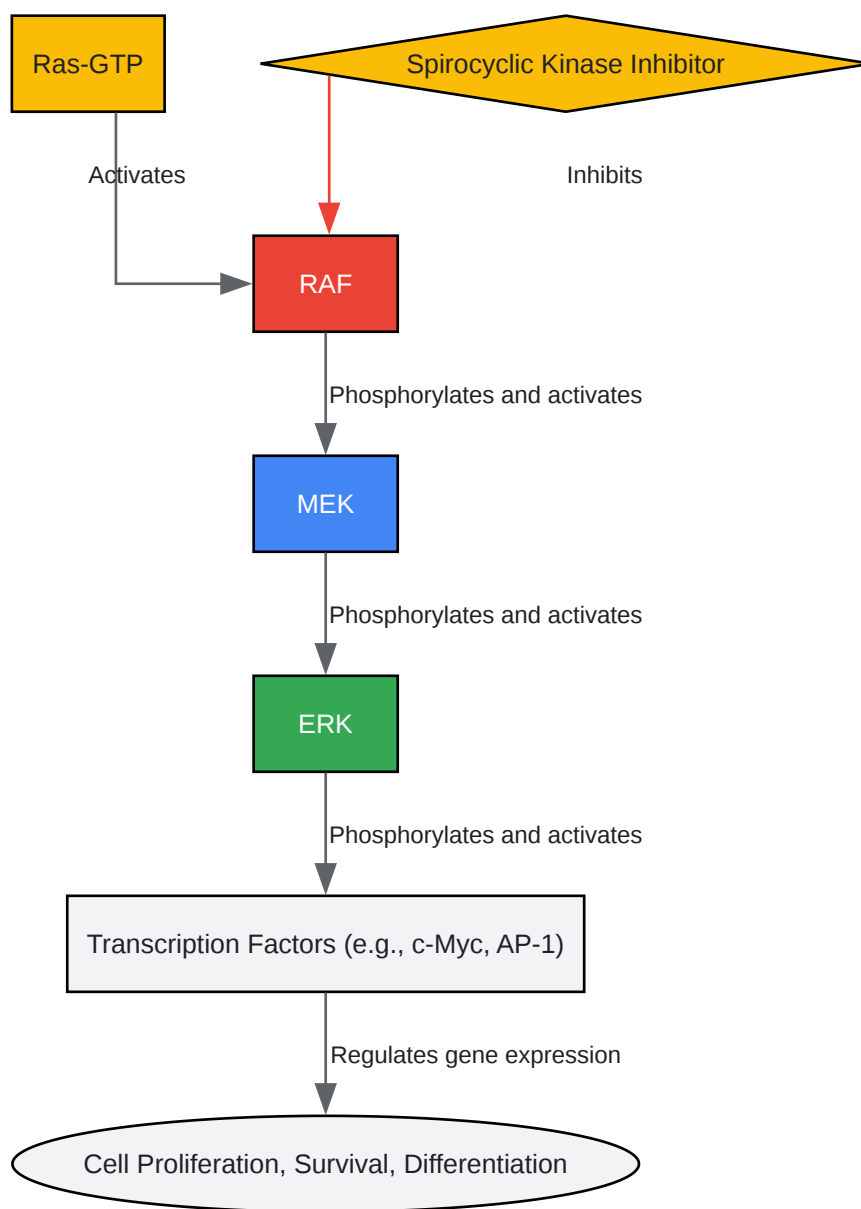 Ras-GTP
Spirocyclic Kinase Inhibitor
Activates
Inhibits
RAF
Phosphorylates and activates
MEK
Phosphorylates and activates
ERK
Phosphorylates and activates
Transcription Factors (e.g., c-Myc, AP-1)
Regulates gene expression
Cell Proliferation, Survival, Differentiation